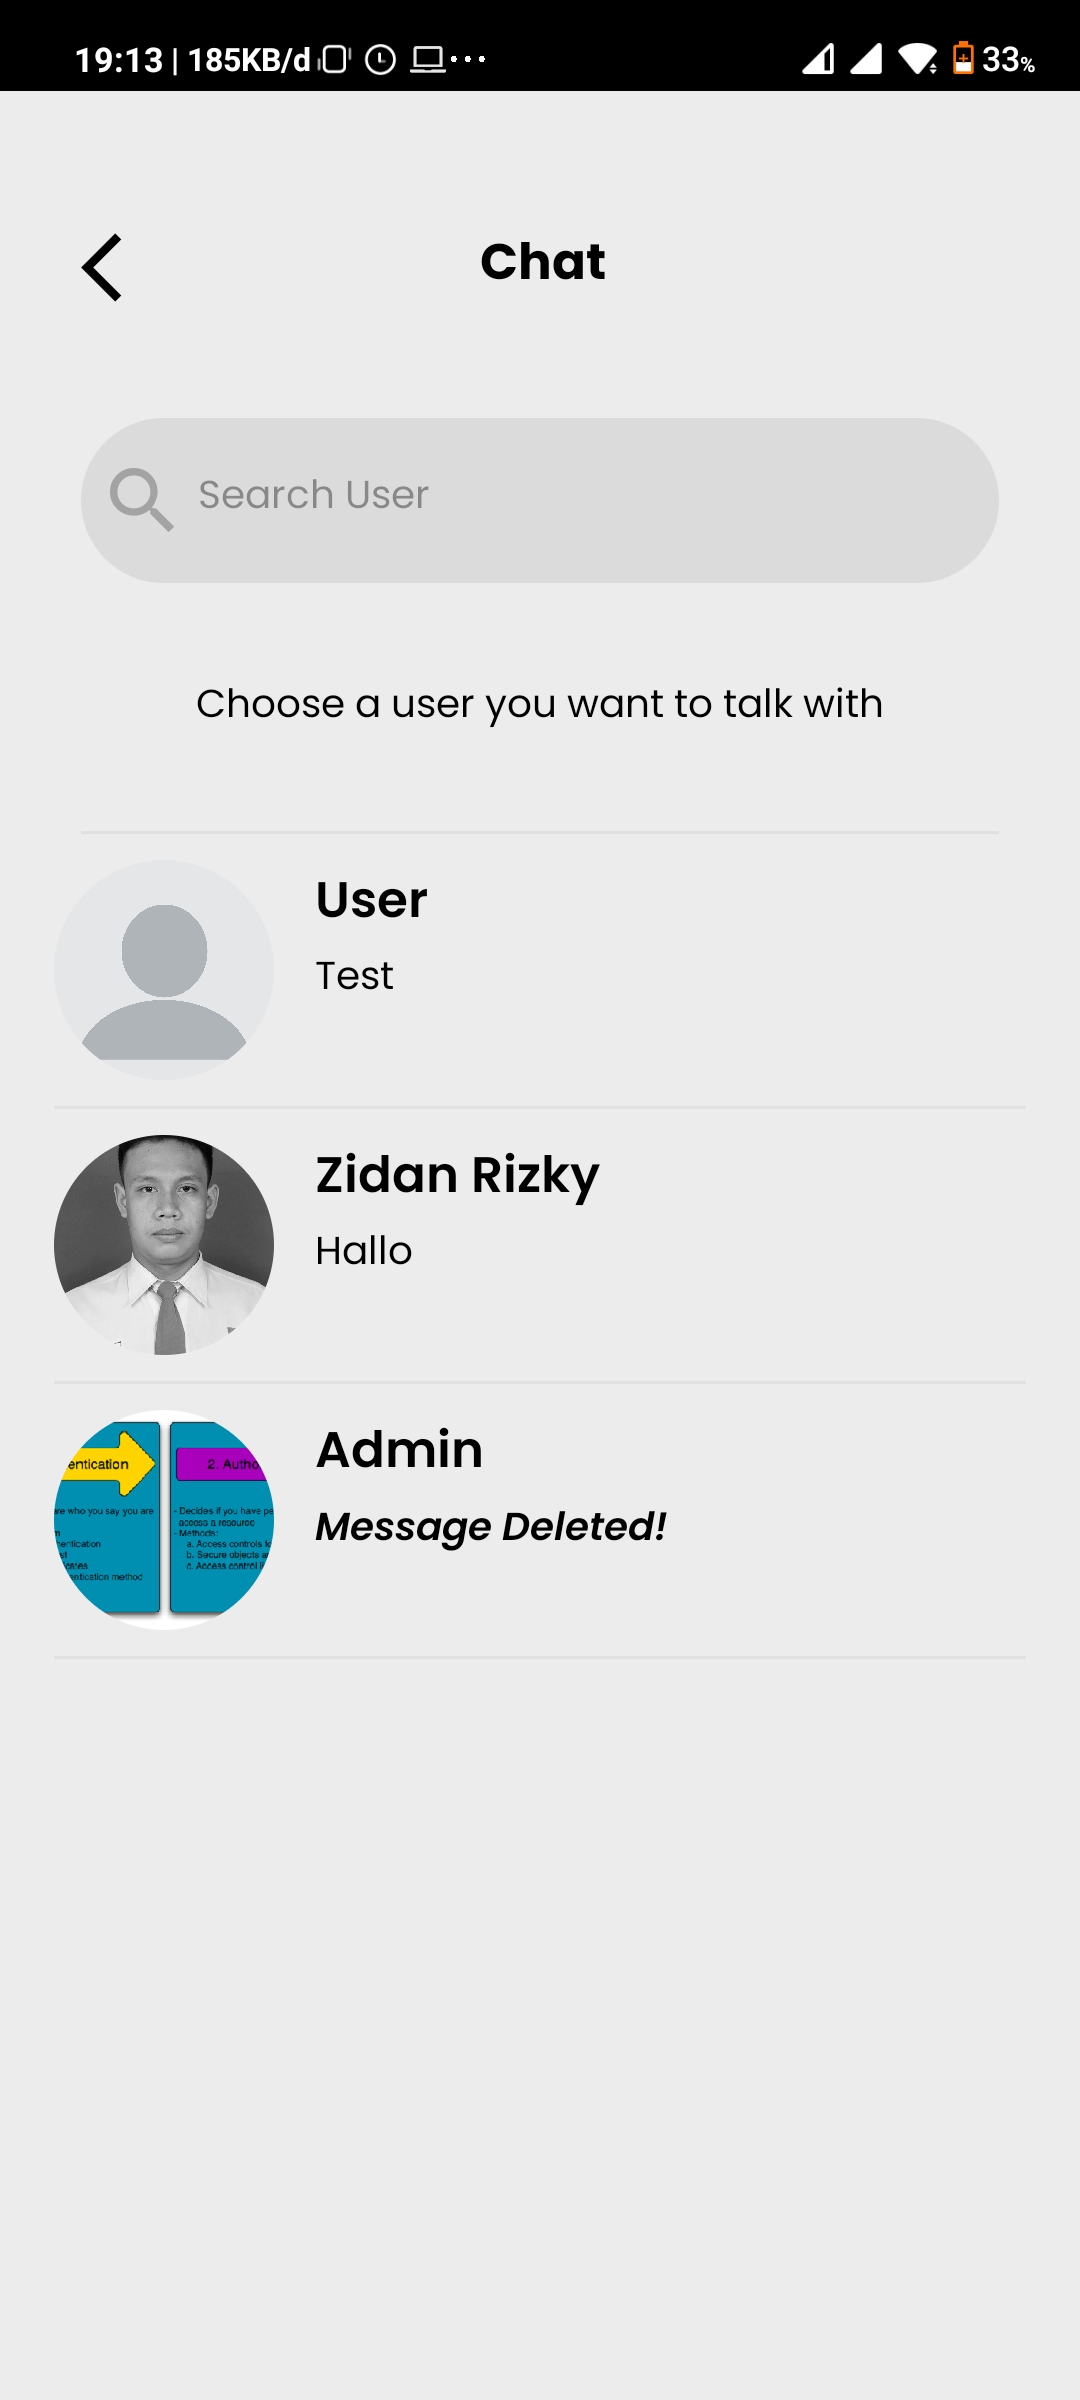 19:13 | 185KB/d
33%
Chat
Search User
Choose a user you want to talk with
User
Test
Zidan Rizky
Hallo
Admin
Message Deleted!
entication
2. Autho
re who you say you are
- Decides if you have pe
access a resource
- Methods:
hentication
a. Access controls fo
b. Secure objects a
c. Access control li
entication method